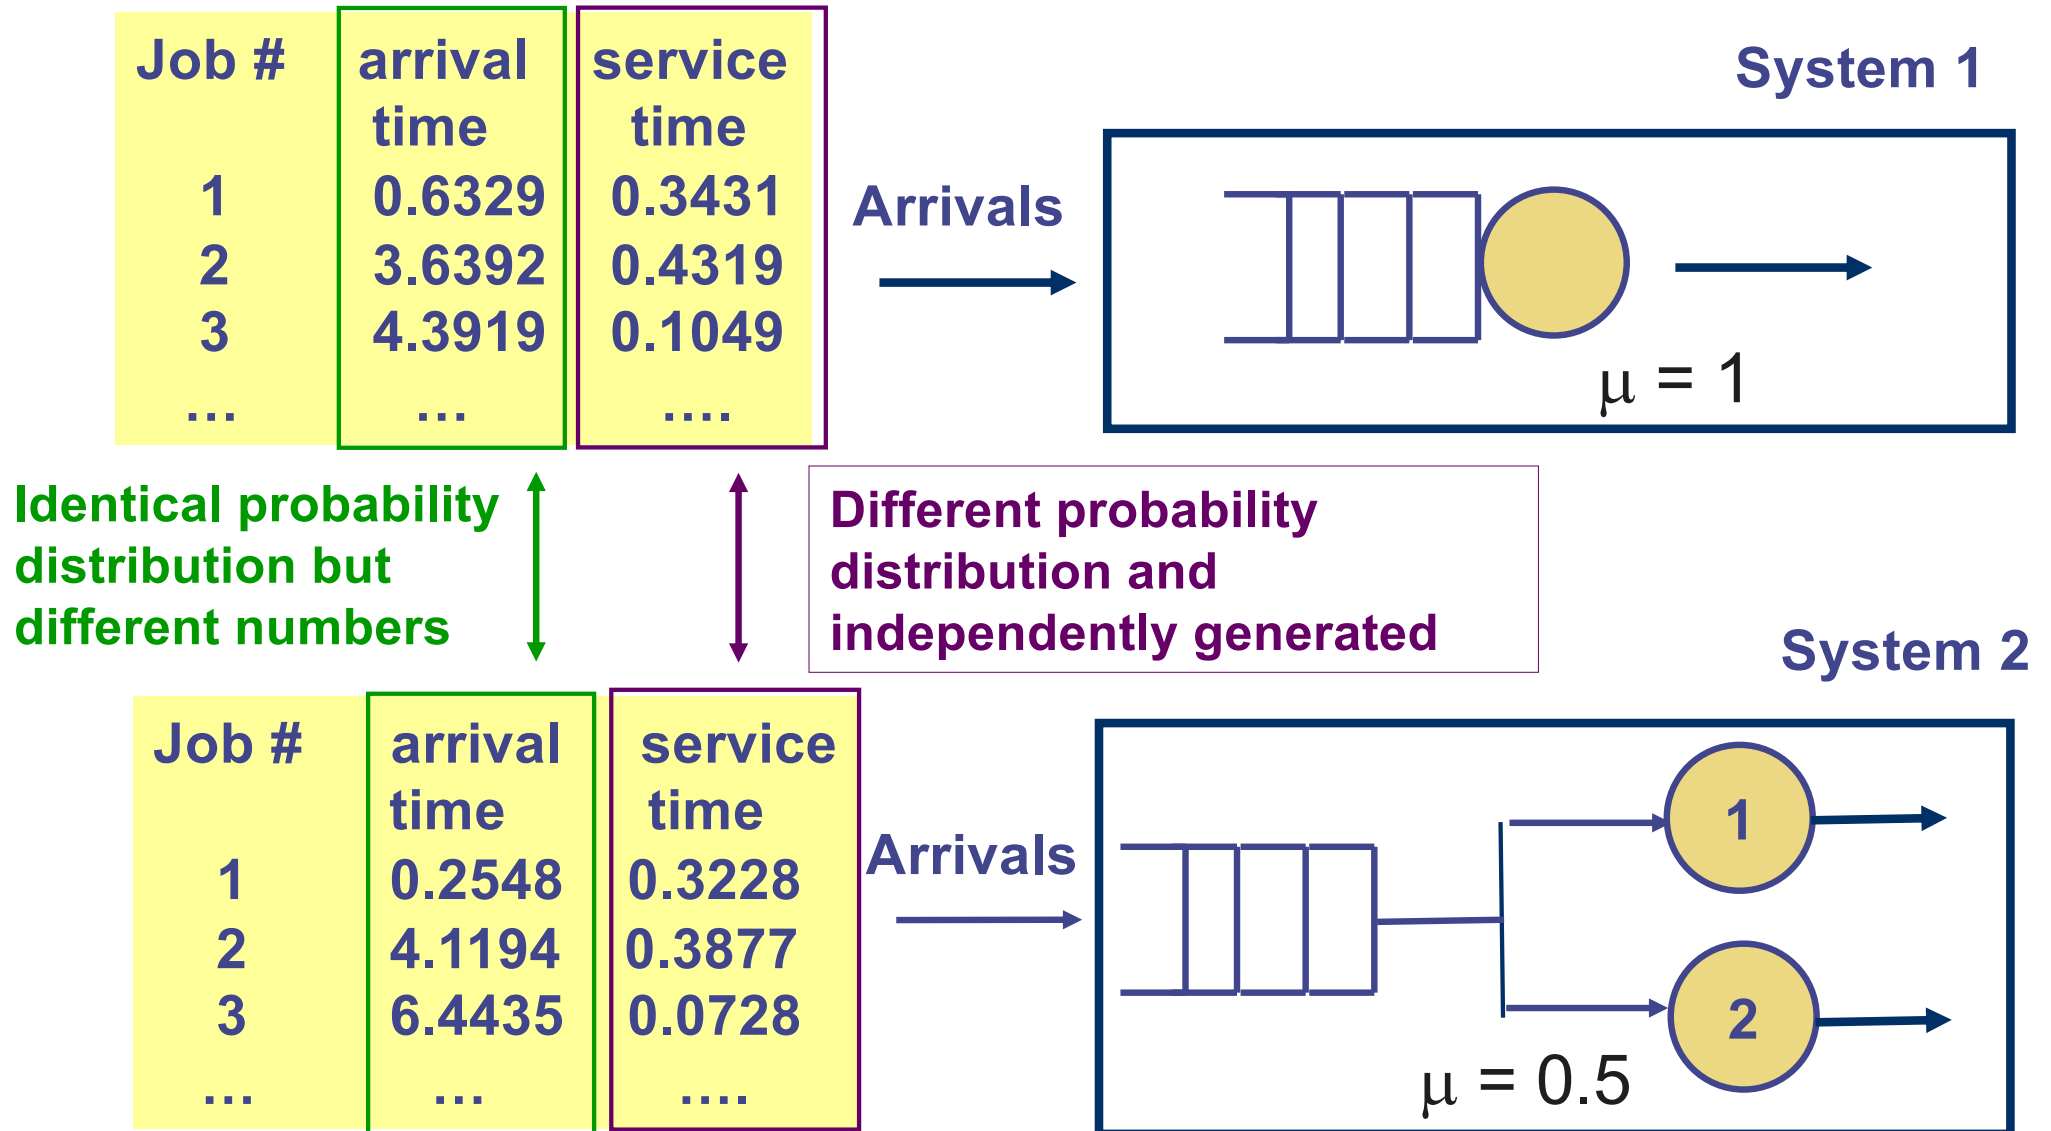 Job # arrival service
time time
1 0.6329 0.3431
2 3.6392 0.4319
3 4.3919 0.1049
… … ….
Arrivals
System 1
μ = 1
Identical probability
distribution but
different numbers
Different probability
distribution and
independently generated
System 2
Job # arrival service
time time
1 0.2548 0.3228
2 4.1194 0.3877
3 6.4435 0.0728
… … ….
Arrivals
1
2
μ = 0.5